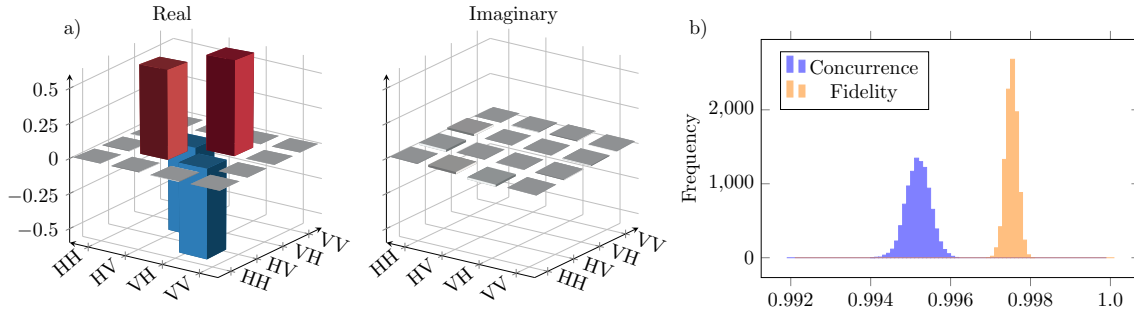 a)
Real
0.5
0.25
0
−0.25
−0.5
HH
HV
VH
VV
HH
HV
VH
VV
Imaginary
HH
HV
VH
VV
HH
HV
VH
VV
b)
Concurrence
Fidelity
Frequency
2,000
1,000
0
0.992
0.994
0.996
0.998
1.0